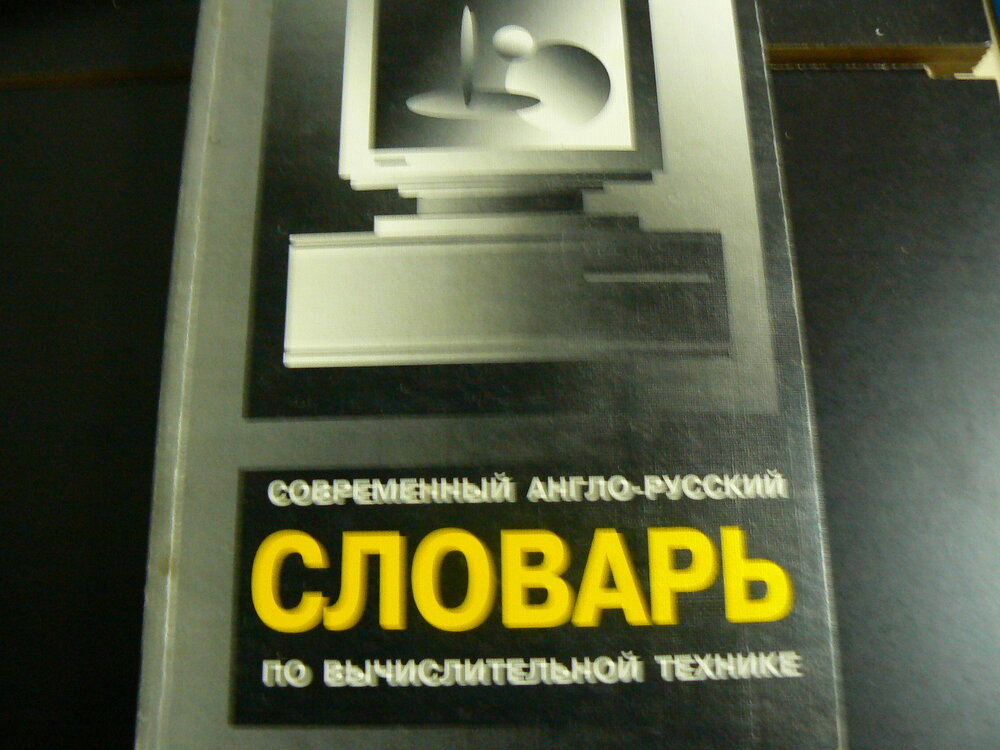 СОВРЕМЕННЫЙ АНГЛО-РУССКИЙ
СЛОВАРЬ
ПО ВЫЧИСЛИТЕЛЬНОЙ ТЕХНИКЕ